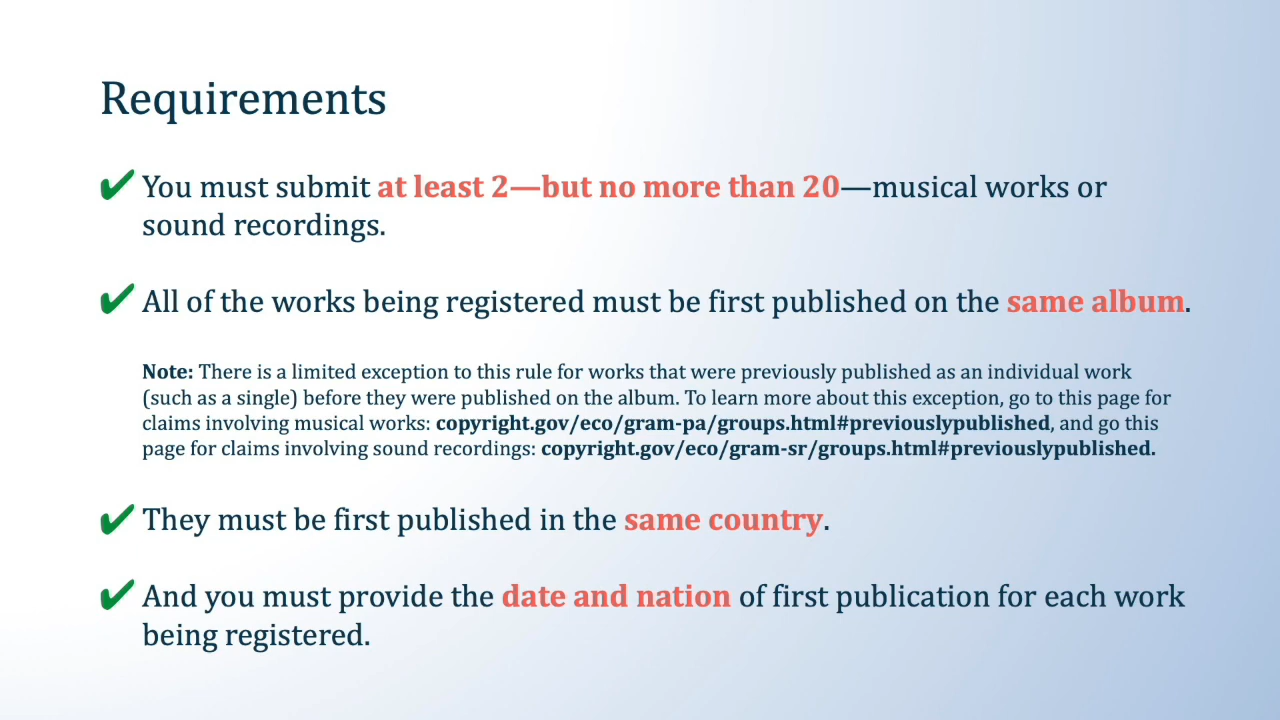 Requirements
✔ You must submit at least 2—but no more than 20—musical works or
sound recordings.
✔ All of the works being registered must be first published on the same album.
Note: There is a limited exception to this rule for works that were previously published as an individual work
(such as a single) before they were published on the album. To learn more about this exception, go to this page for
claims involving musical works: copyright.gov/eco/gram-pa/groups.html#previouslypublished, and go this
page for claims involving sound recordings: copyright.gov/eco/gram-sr/groups.html#previouslypublished.
✔ They must be first published in the same country.
✔ And you must provide the date and nation of first publication for each work
being registered.